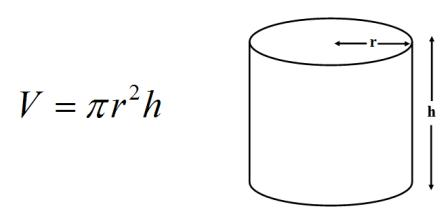 V = πr²h
r
h